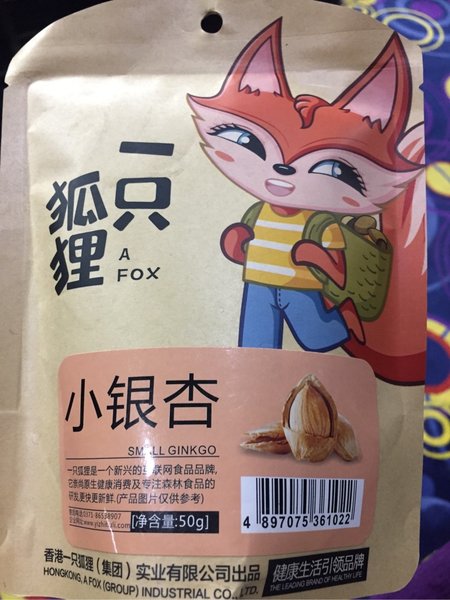 一只
狐狸
A
FOX
小银杏
SMALL GINKGO
一只狐狸是一个新兴的互联网食品品牌,
它崇尚原生健康消费及专注森林食品的
研发,更快更新鲜.(产品图片仅供参考)
[净含量:50g]
4 897075 361022
香港一只狐狸（集团）实业有限公司出品
HONGKONG, A FOX (GROUP) INDUSTRIAL CO., LTD.
健康生活引领品牌
THE LEADING BRAND OF HEALTHY LIFE